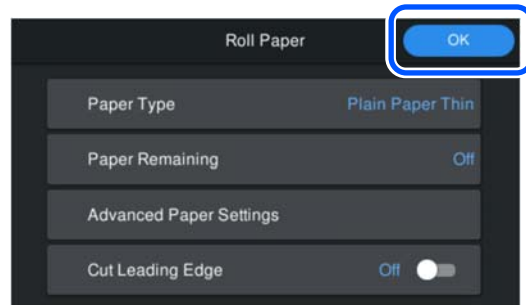 Roll Paper OK
Paper Type Plain Paper Thin
Paper Remaining Off
Advanced Paper Settings
Cut Leading Edge Off